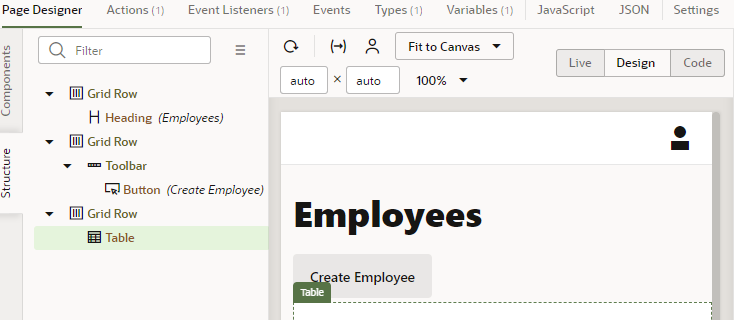 Page Designer Actions (1) Event Listeners (1) Events Types (1) Variables (1) JavaScript JSON Settings
Components
Structure
Filter
Grid Row
Heading (Employees)
Grid Row
Toolbar
Button (Create Employee)
Grid Row
Table
Fit to Canvas
Live Design Code
auto × auto 100%
Employees
Create Employee
Table